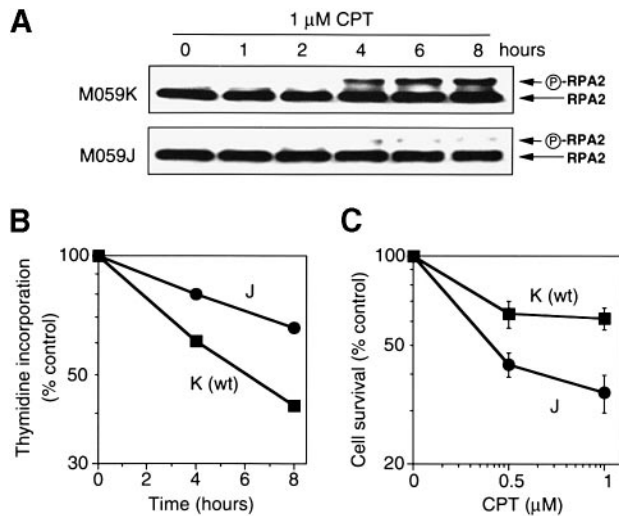 A
1 μM CPT
0 1 2 4 6 8 hours
M059K
Ⓟ-RPA2
RPA2
M059J
Ⓟ-RPA2
RPA2
B
Thymidine incorporation
(% control)
100
50
30
J
K (wt)
0 2 4 6 8
Time (hours)
C
Cell survival (% control)
100
50
20
K (wt)
J
0 0.5 1
CPT (μM)